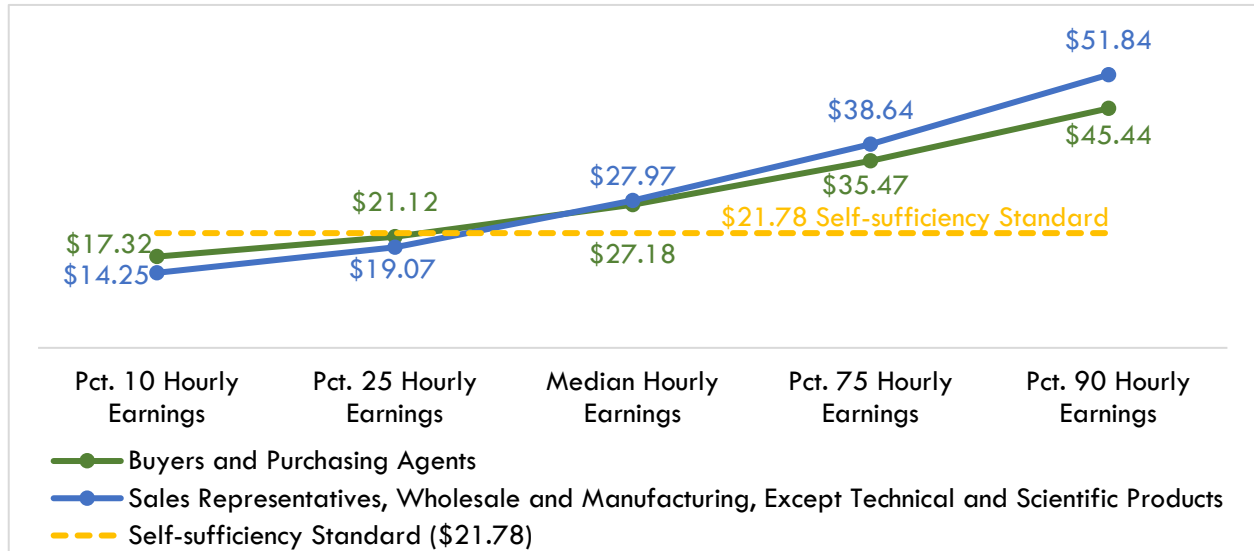 $51.84
$38.64
$45.44
$27.97
$35.47
$21.12
$21.78 Self-sufficiency Standard
$17.32
$14.25
$19.07
$27.18
Pct. 10 Hourly
Earnings
Pct. 25 Hourly
Earnings
Median Hourly
Earnings
Pct. 75 Hourly
Earnings
Pct. 90 Hourly
Earnings
Buyers and Purchasing Agents
Sales Representatives, Wholesale and Manufacturing, Except Technical and Scientific Products
Self-sufficiency Standard ($21.78)